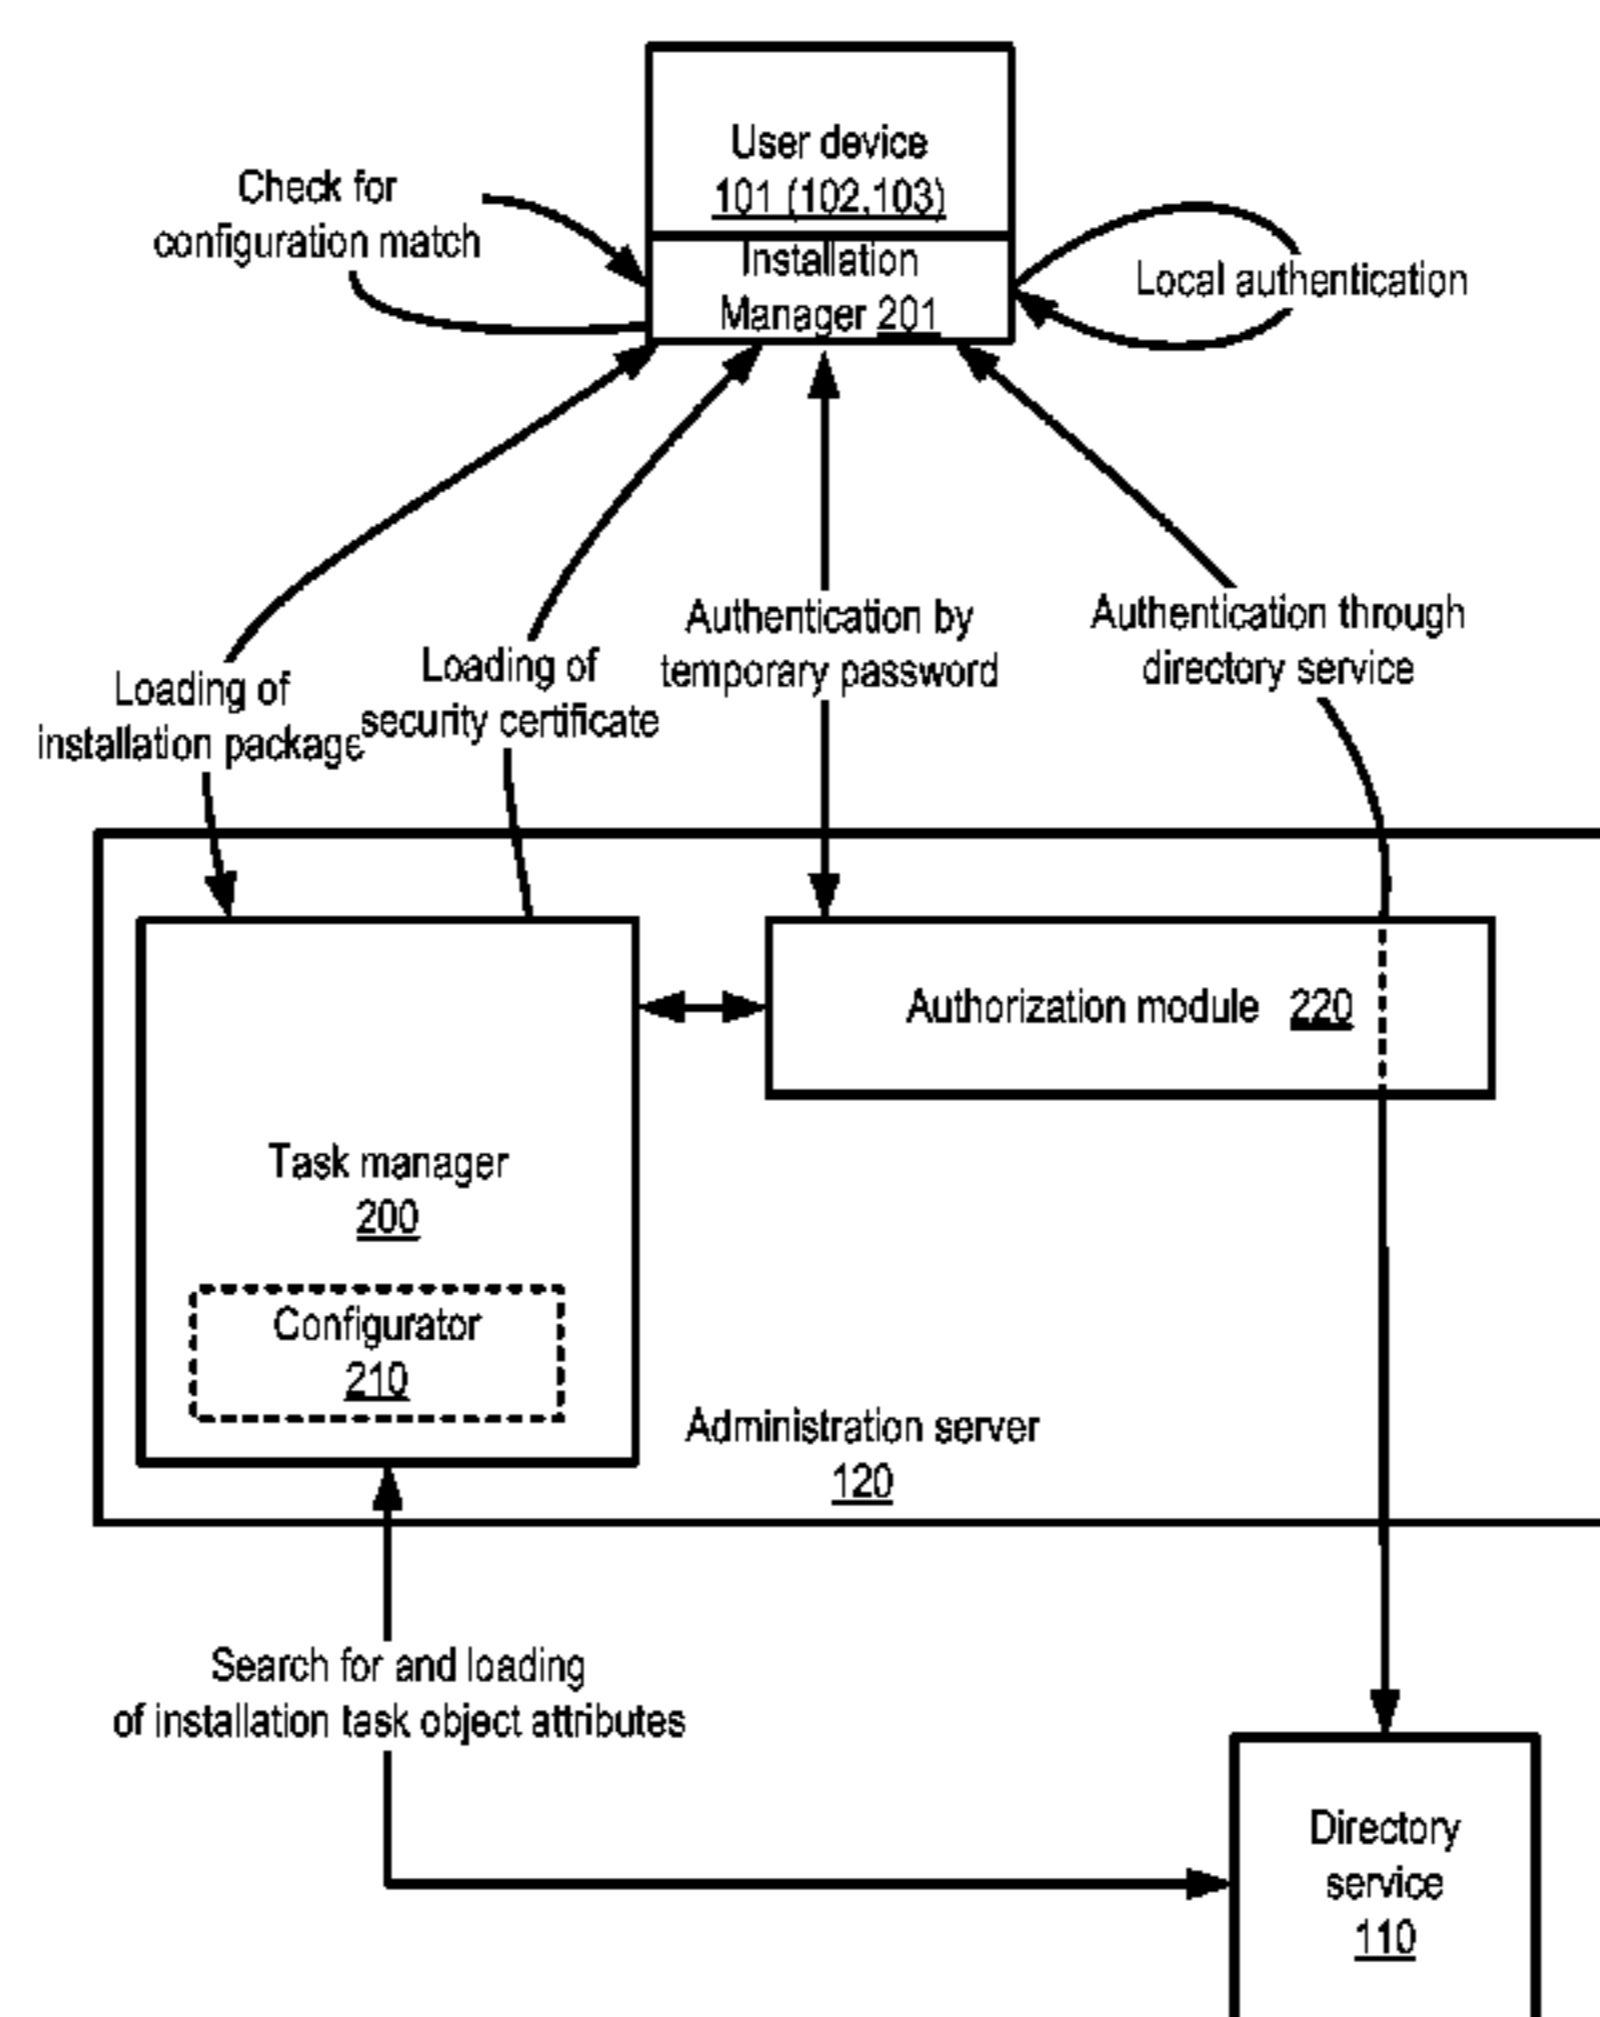 User device
101 (102,103)
Installation
Manager 201
Check for
configuration match
Local authentication
Loading of
installation package
Loading of
security certificate
Authentication by
temporary password
Authentication through
directory service
Authorization module 220
Task manager
200
Configurator
210
Administration server
120
Search for and loading
of installation task object attributes
Directory
service
110